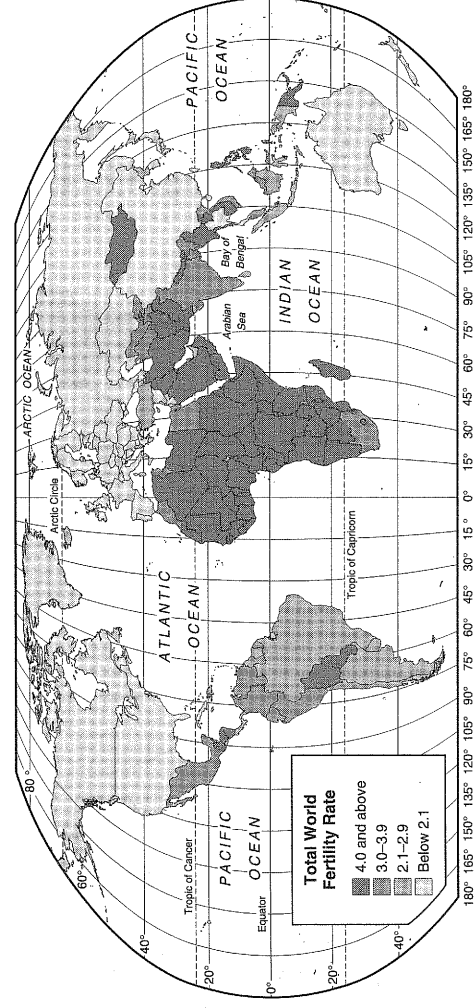 ARCTIC OCEAN
80°
Arctic Circle
60°
40°
ATLANTIC
OCEAN
PACIFIC
OCEAN
Tropic of Cancer
20°
Arabian
Sea
Bay of
Bengal
PACIFIC
OCEAN
Equator
0°
INDIAN
OCEAN
20°
Tropic of Capricorn
40°
Total World
Fertility Rate
4.0 and above
3.0–3.9
2.1–2.9
Below 2.1
180° 165° 150° 135° 120° 105° 90° 75° 60° 45° 30° 15° 0° 15° 30° 45° 60° 75° 90° 105° 120° 135° 150° 165° 180°